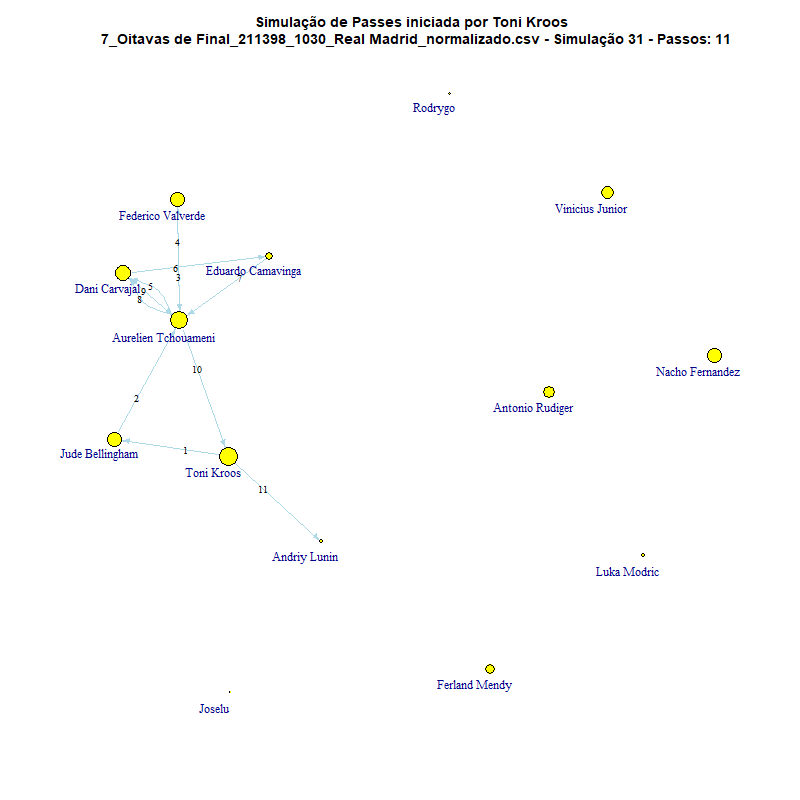 Simulação de Passes iniciada por Toni Kroos
7_Oitavas de Final_211398_1030_Real Madrid_normalizado.csv - Simulação 31 - Passos: 11
Rodrygo
Vinicius Junior
Federico Valverde
4
6
Eduardo Camavinga
3
7
Dani Carvajal
5
9
8
Aurelien Tchouameni
10
Nacho Fernandez
2
Antonio Rudiger
1
Jude Bellingham
Toni Kroos
11
Andriy Lunin
Luka Modric
Ferland Mendy
Joselu